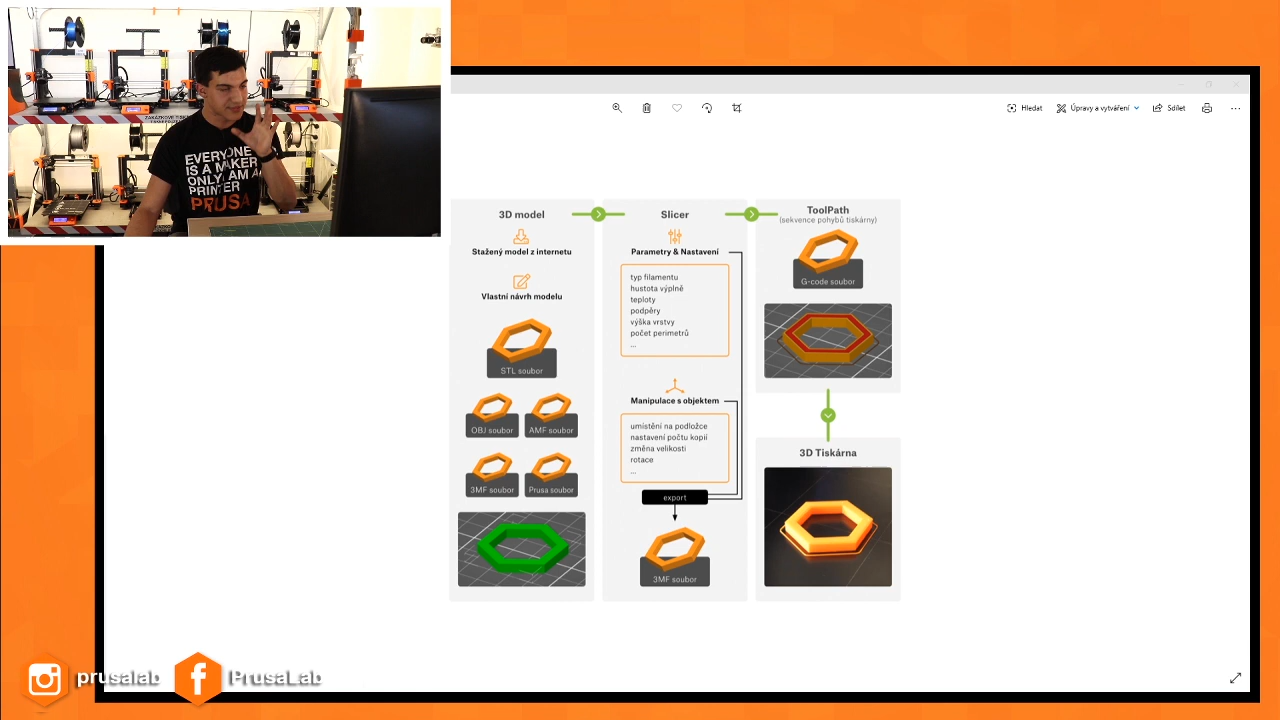 EVERYONE
IS A MAKER
ONLY I AM A
PRINTER
PRUSA
Hledat
Úpravy a vytváření
Sdílet
3D model
Stažený model z internetu
Vlastní návrh modelu
STL soubor
OBJ soubor
AMF soubor
3MF soubor
Prusa soubor
Slicer
Parametry & Nastavení
typ filamentu
hustota výplně
teploty
podpěry
výška vrstvy
počet perimetrů
...
Manipulace s objektem
umístění na podložce
nastavení počtu kopií
změna velikosti
rotace
...
export
3MF soubor
ToolPath
(sekvence pohybů tiskárny)
G-code soubor
3D Tiskárna
prusalab
PrusaLab